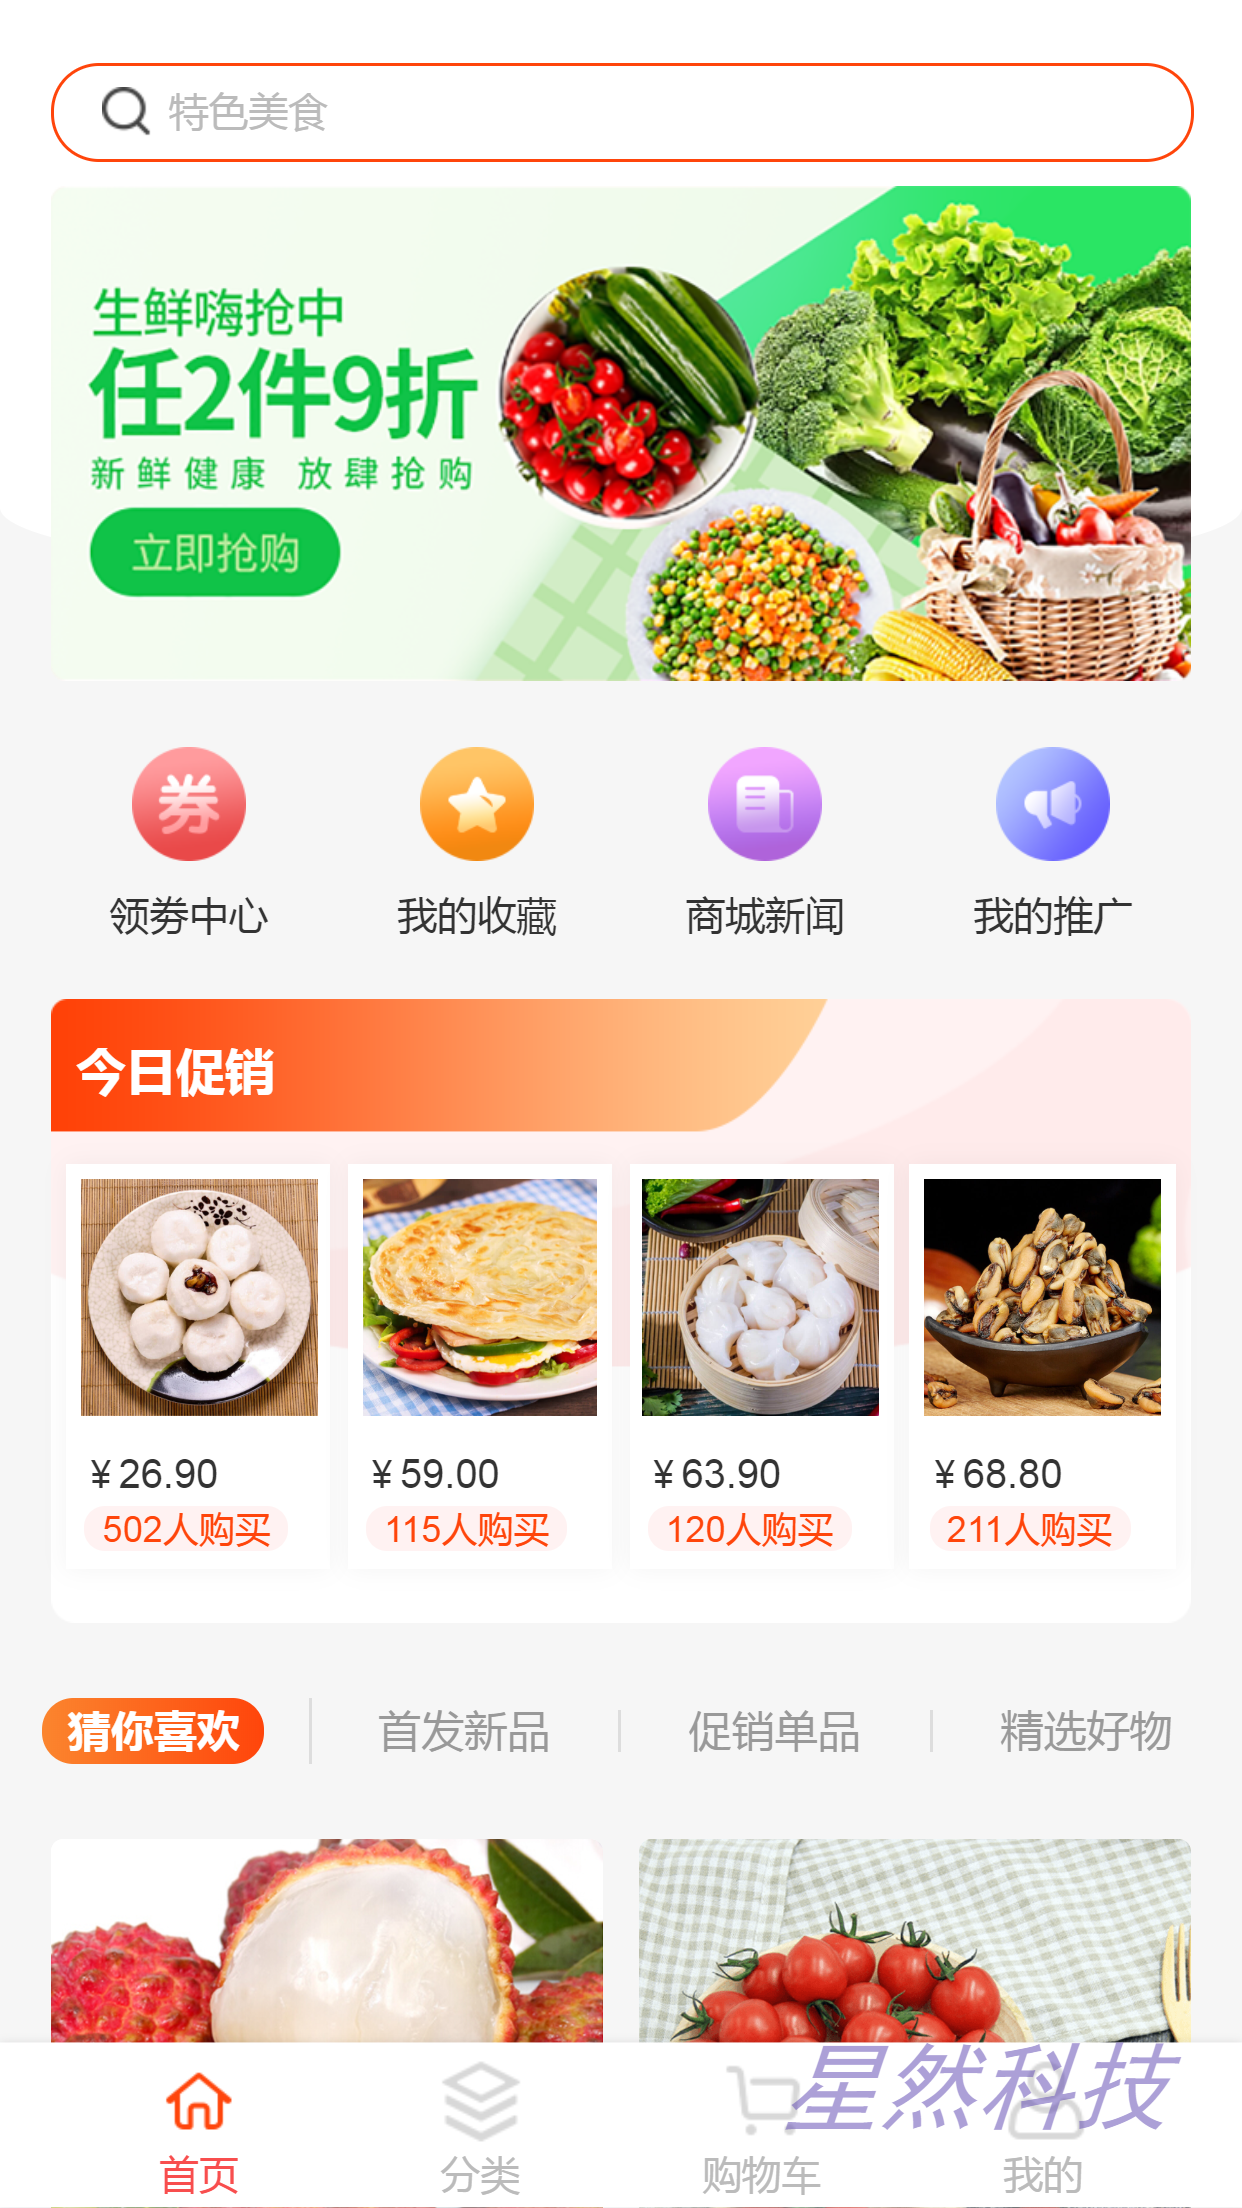 特色美食
生鲜嗨抢中
任2件9折
新鲜健康 放肆抢购
立即抢购
券
领劵中心 我的收藏 商城新闻 我的推广
今日促销
¥26.90 ¥59.00 ¥63.90 ¥68.80
502人购买 115人购买 120人购买 211人购买
猜你喜欢 首发新品 促销单品 精选好物
星然科技
首页 分类 购物车 我的